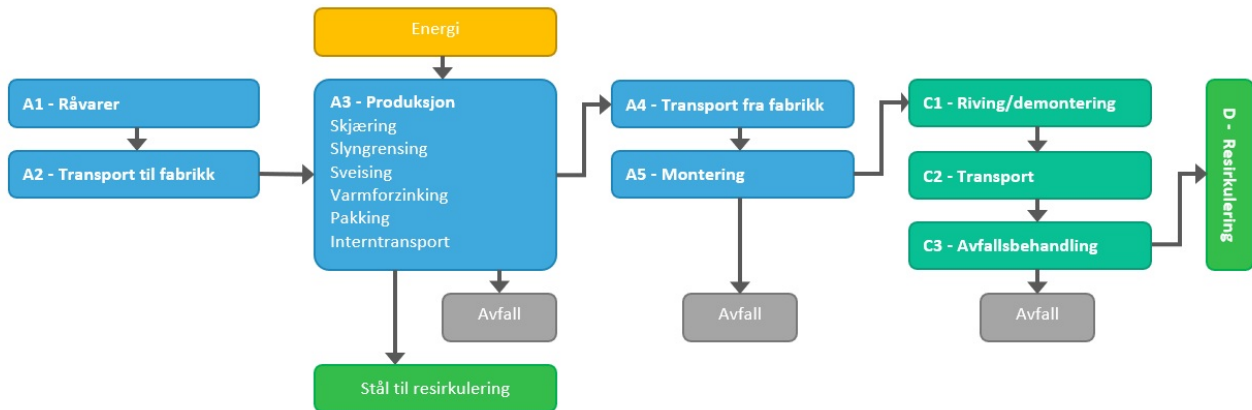 Energi
A1 - Råvarer
A2 - Transport til fabrikk
A3 - Produksjon
Skjæring
Slyngrensing
Sveising
Varmforzinking
Pakking
Interntransport
Avfall
Stål til resirkulering
A4 - Transport fra fabrikk
A5 - Montering
Avfall
C1 - Riving/demontering
C2 - Transport
C3 - Avfallsbehandling
Avfall
D - Resirkulering